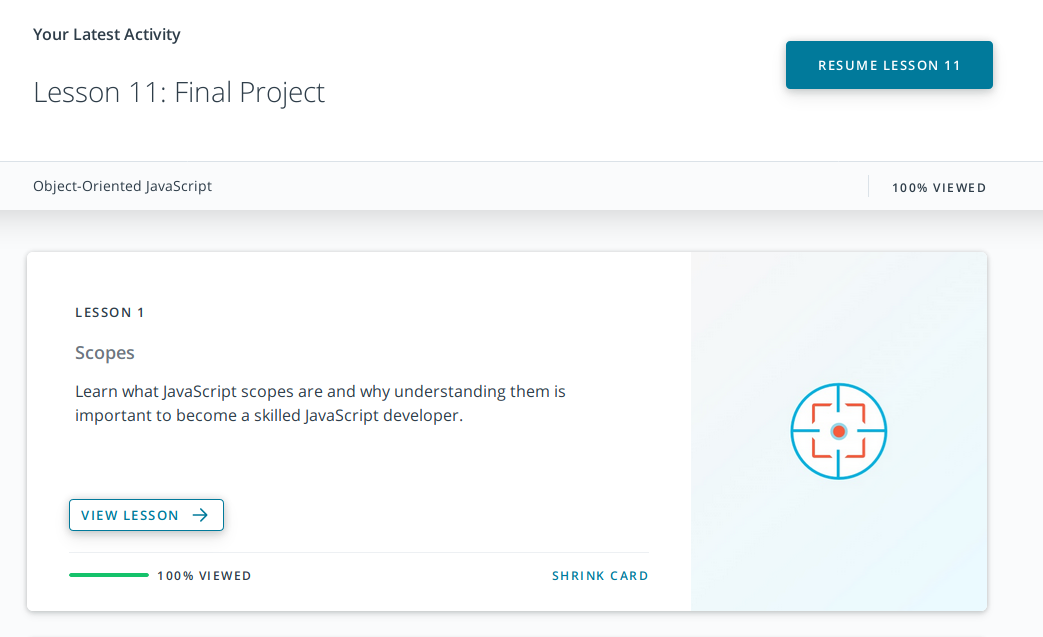 Your Latest Activity
RESUME LESSON 11
Lesson 11: Final Project
Object-Oriented JavaScript
100% VIEWED
LESSON 1
Scopes
Learn what JavaScript scopes are and why understanding them is
important to become a skilled JavaScript developer.
VIEW LESSON
100% VIEWED
SHRINK CARD